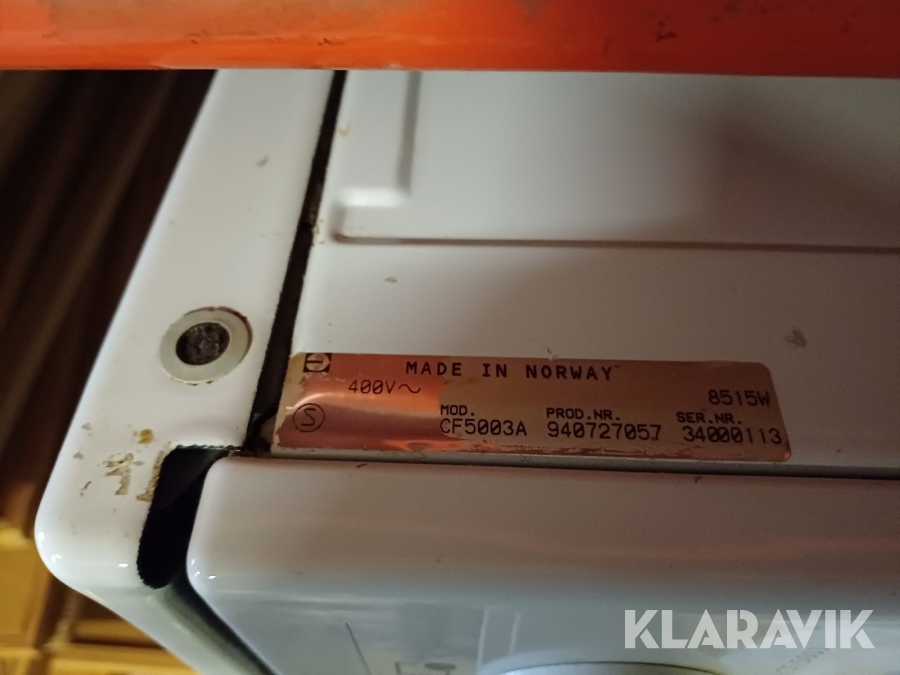 MADE IN NORWAY
400V~ 8515W
MOD. PROD.NR. SER.NR.
CF5003A 940727057 34000113
S
KLARAVIK